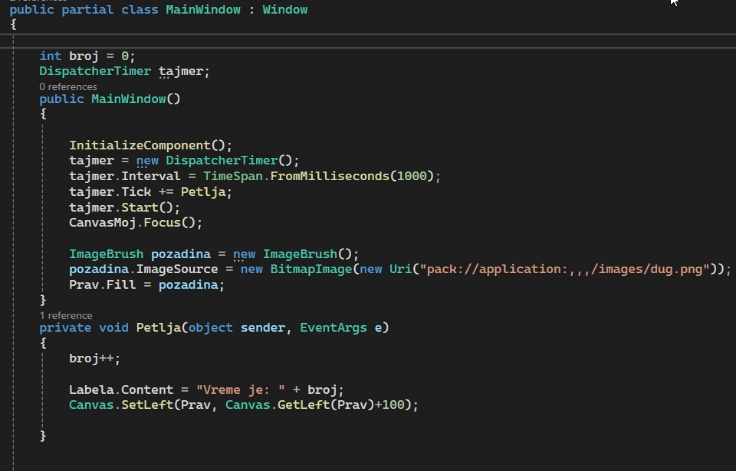 public partial class MainWindow : Window
{
int broj = 0;
DispatcherTimer tajmer;
0 references
public MainWindow()
{
InitializeComponent();
tajmer = new DispatcherTimer();
tajmer.Interval = TimeSpan.FromMilliseconds(1000);
tajmer.Tick += Petlja;
tajmer.Start();
CanvasMoj.Focus();
ImageBrush pozadina = new ImageBrush();
pozadina.ImageSource = new BitmapImage(new Uri("pack://application:,,,/images/dug.png"));
Prav.Fill = pozadina;
}
1 reference
private void Petlja(object sender, EventArgs e)
{
broj++;
Labela.Content = "Vreme je: " + broj;
Canvas.SetLeft(Prav, Canvas.GetLeft(Prav)+100);
}